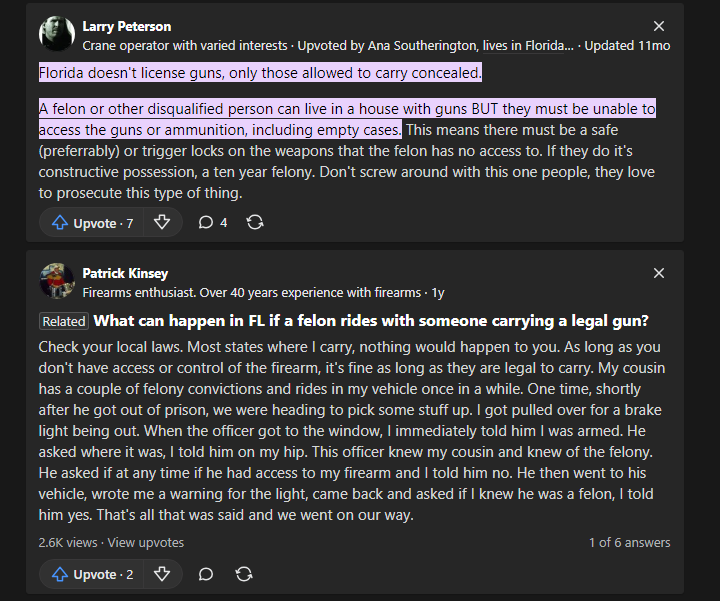 Larry Peterson
Crane operator with varied interests · Upvoted by Ana Southerington, lives in Florida... · Updated 11mo
Florida doesn't license guns, only those allowed to carry concealed.
A felon or other disqualified person can live in a house with guns BUT they must be unable to
access the guns or ammunition, including empty cases. This means there must be a safe
(preferrably) or trigger locks on the weapons that the felon has no access to. If they do it's
constructive possession, a ten year felony. Don't screw around with this one people, they love
to prosecute this type of thing.
Upvote · 7
4
Patrick Kinsey
Firearms enthusiast. Over 40 years experience with firearms · 1y
Related What can happen in FL if a felon rides with someone carrying a legal gun?
Check your local laws. Most states where I carry, nothing would happen to you. As long as you
don't have access or control of the firearm, it's fine as long as they are legal to carry. My cousin
has a couple of felony convictions and rides in my vehicle once in a while. One time, shortly
after he got out of prison, we were heading to pick some stuff up. I got pulled over for a brake
light being out. When the officer got to the window, I immediately told him I was armed. He
asked where it was, I told him on my hip. This officer knew my cousin and knew of the felony.
He asked if at any time if he had access to my firearm and I told him no. He then went to his
vehicle, wrote me a warning for the light, came back and asked if I knew he was a felon, I told
him yes. That's all that was said and we went on our way.
2.6K views · View upvotes
1 of 6 answers
Upvote · 2